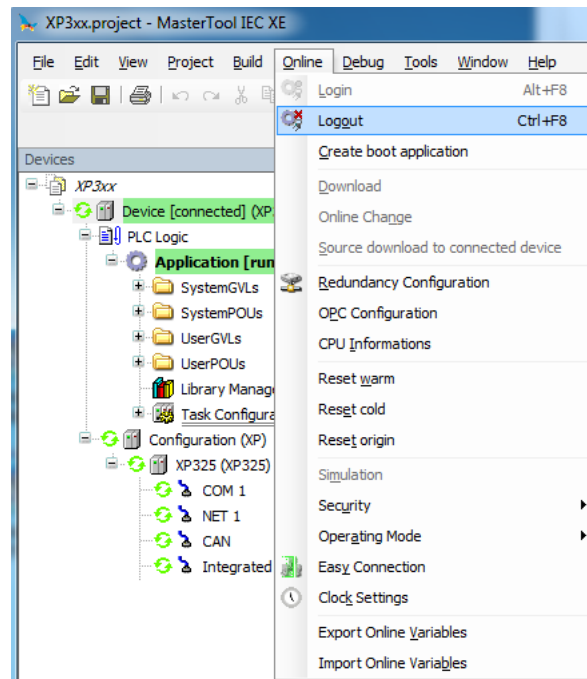 XP3xx.project - MasterTool IEC XE
File Edit View Project Build Online Debug Tools Window Help
Login Alt+F8
Logout Ctrl+F8
Create boot application
Download
Online Change
Source download to connected device
Redundancy Configuration
OPC Configuration
CPU Informations
Reset warm
Reset cold
Reset origin
Simulation
Security
Operating Mode
Easy Connection
Clock Settings
Export Online Variables
Import Online Variables
Devices
XP3xx
Device [connected] (XP
PLC Logic
Application [run
SystemGVLs
SystemPOUs
UserGVLs
UserPOUs
Library Manag
Task Configura
Configuration (XP)
XP325 (XP325)
COM 1
NET 1
CAN
Integrated